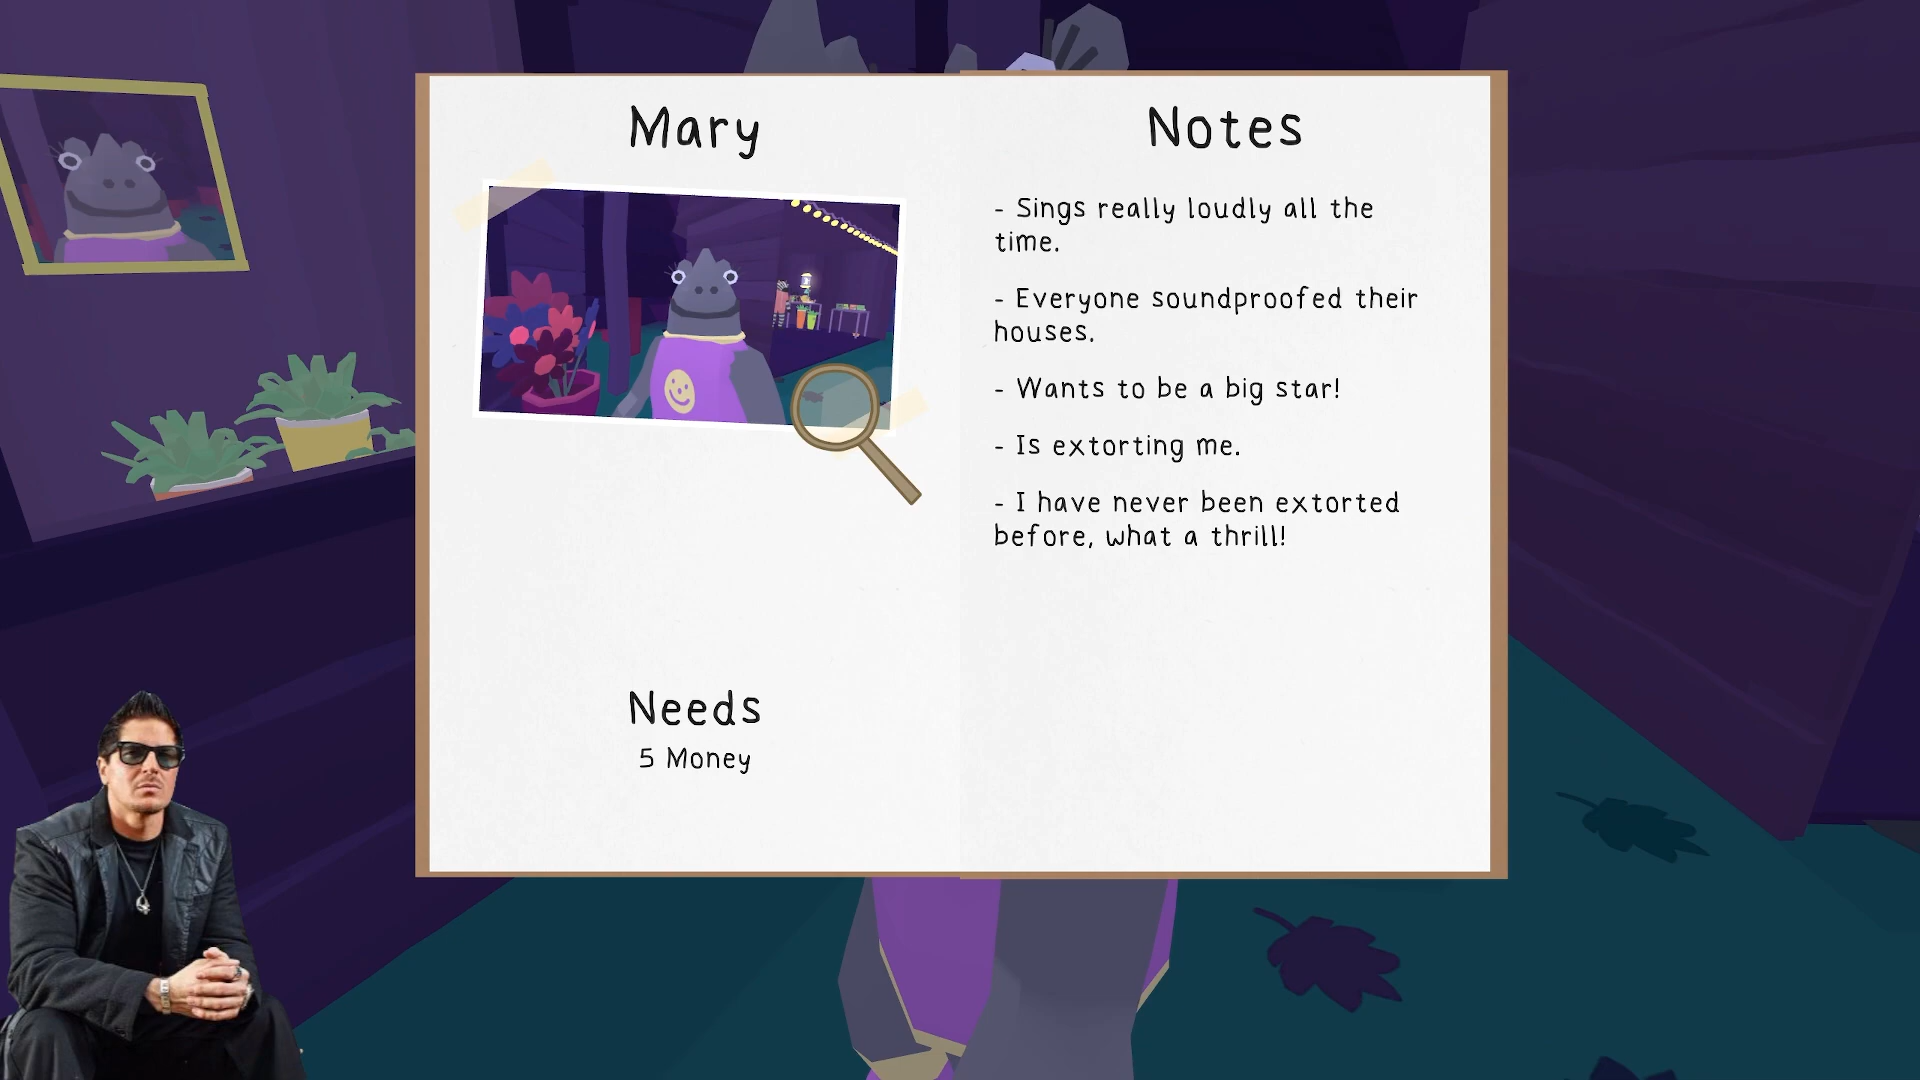 Mary
Needs
5 Money
Notes
- Sings really loudly all the
time.
- Everyone soundproofed their
houses.
- Wants to be a big star!
- Is extorting me.
- I have never been extorted
before, what a thrill!